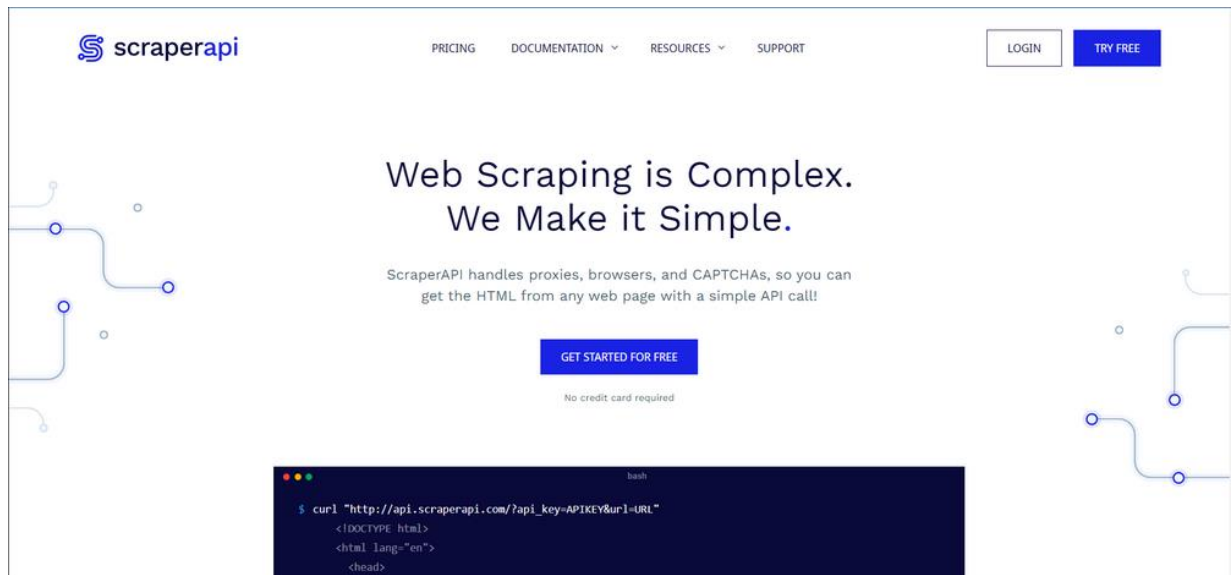 scraperapi
PRICING DOCUMENTATION RESOURCES SUPPORT
LOGIN TRY FREE
Web Scraping is Complex.
We Make it Simple.
ScraperAPI handles proxies, browsers, and CAPTCHAs, so you can
get the HTML from any web page with a simple API call!
GET STARTED FOR FREE
No credit card required
bash
$ curl "http://api.scraperapi.com/?api_key=APIKEY&url=URL"
<!DOCTYPE html>
<html lang="en">
<head>